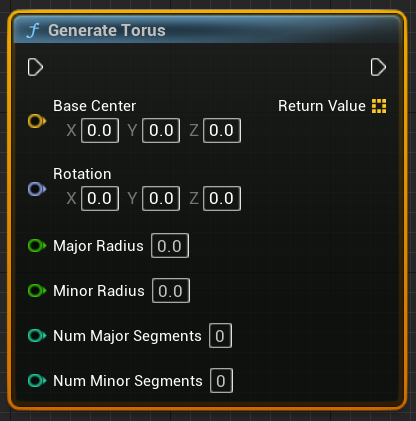 f Generate Torus
Base Center
Return Value
X 0.0 Y 0.0 Z 0.0
Rotation
X 0.0 Y 0.0 Z 0.0
Major Radius 0.0
Minor Radius 0.0
Num Major Segments 0
Num Minor Segments 0